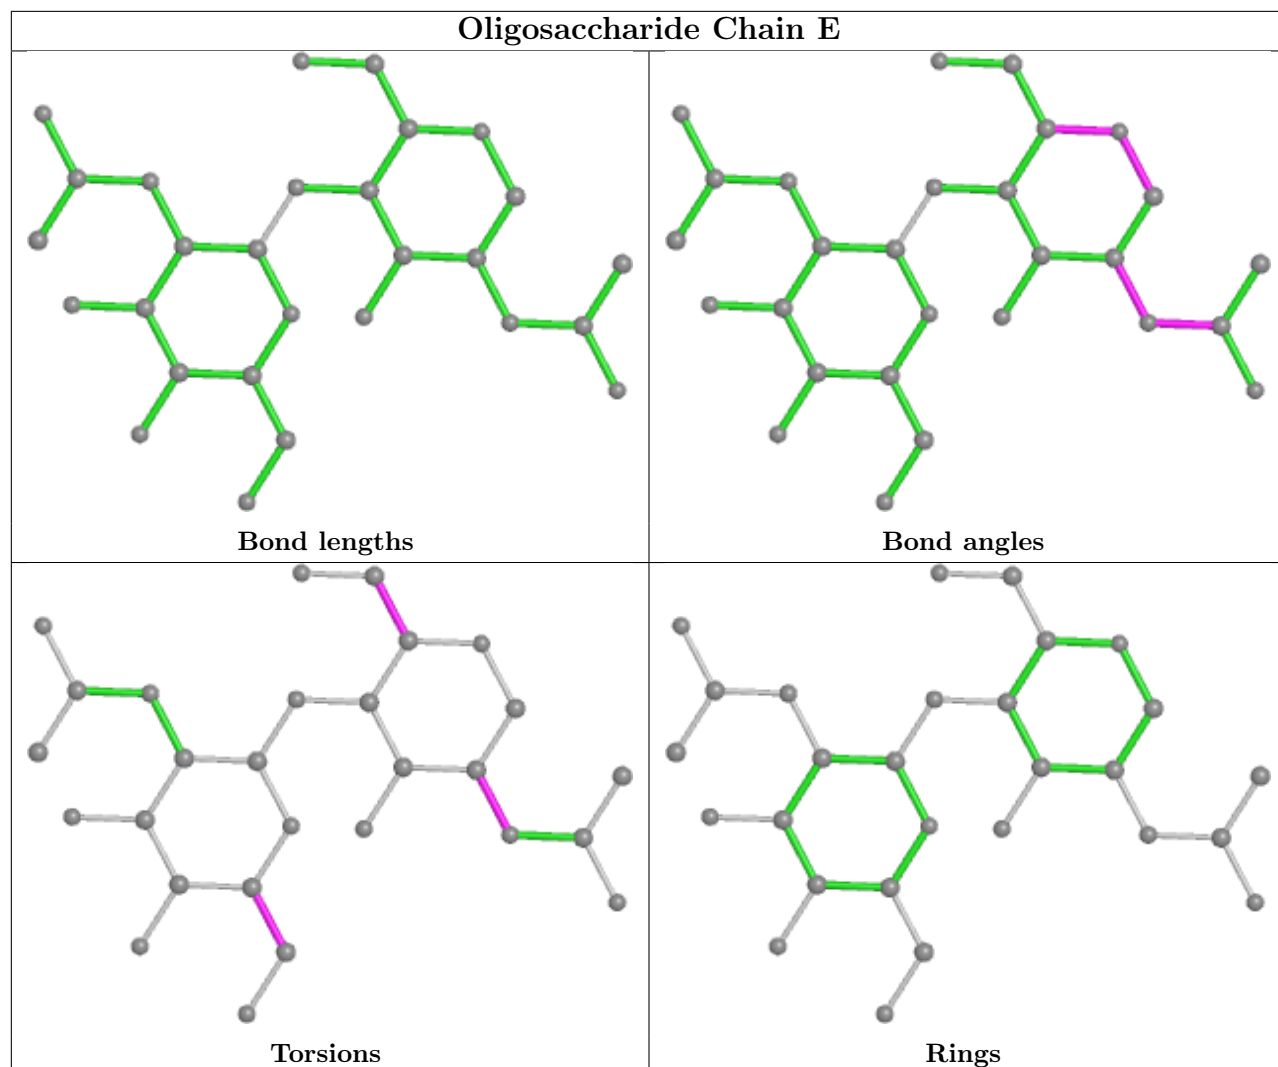 Oligosaccharide Chain E
Bond lengths
Bond angles
Torsions
Rings